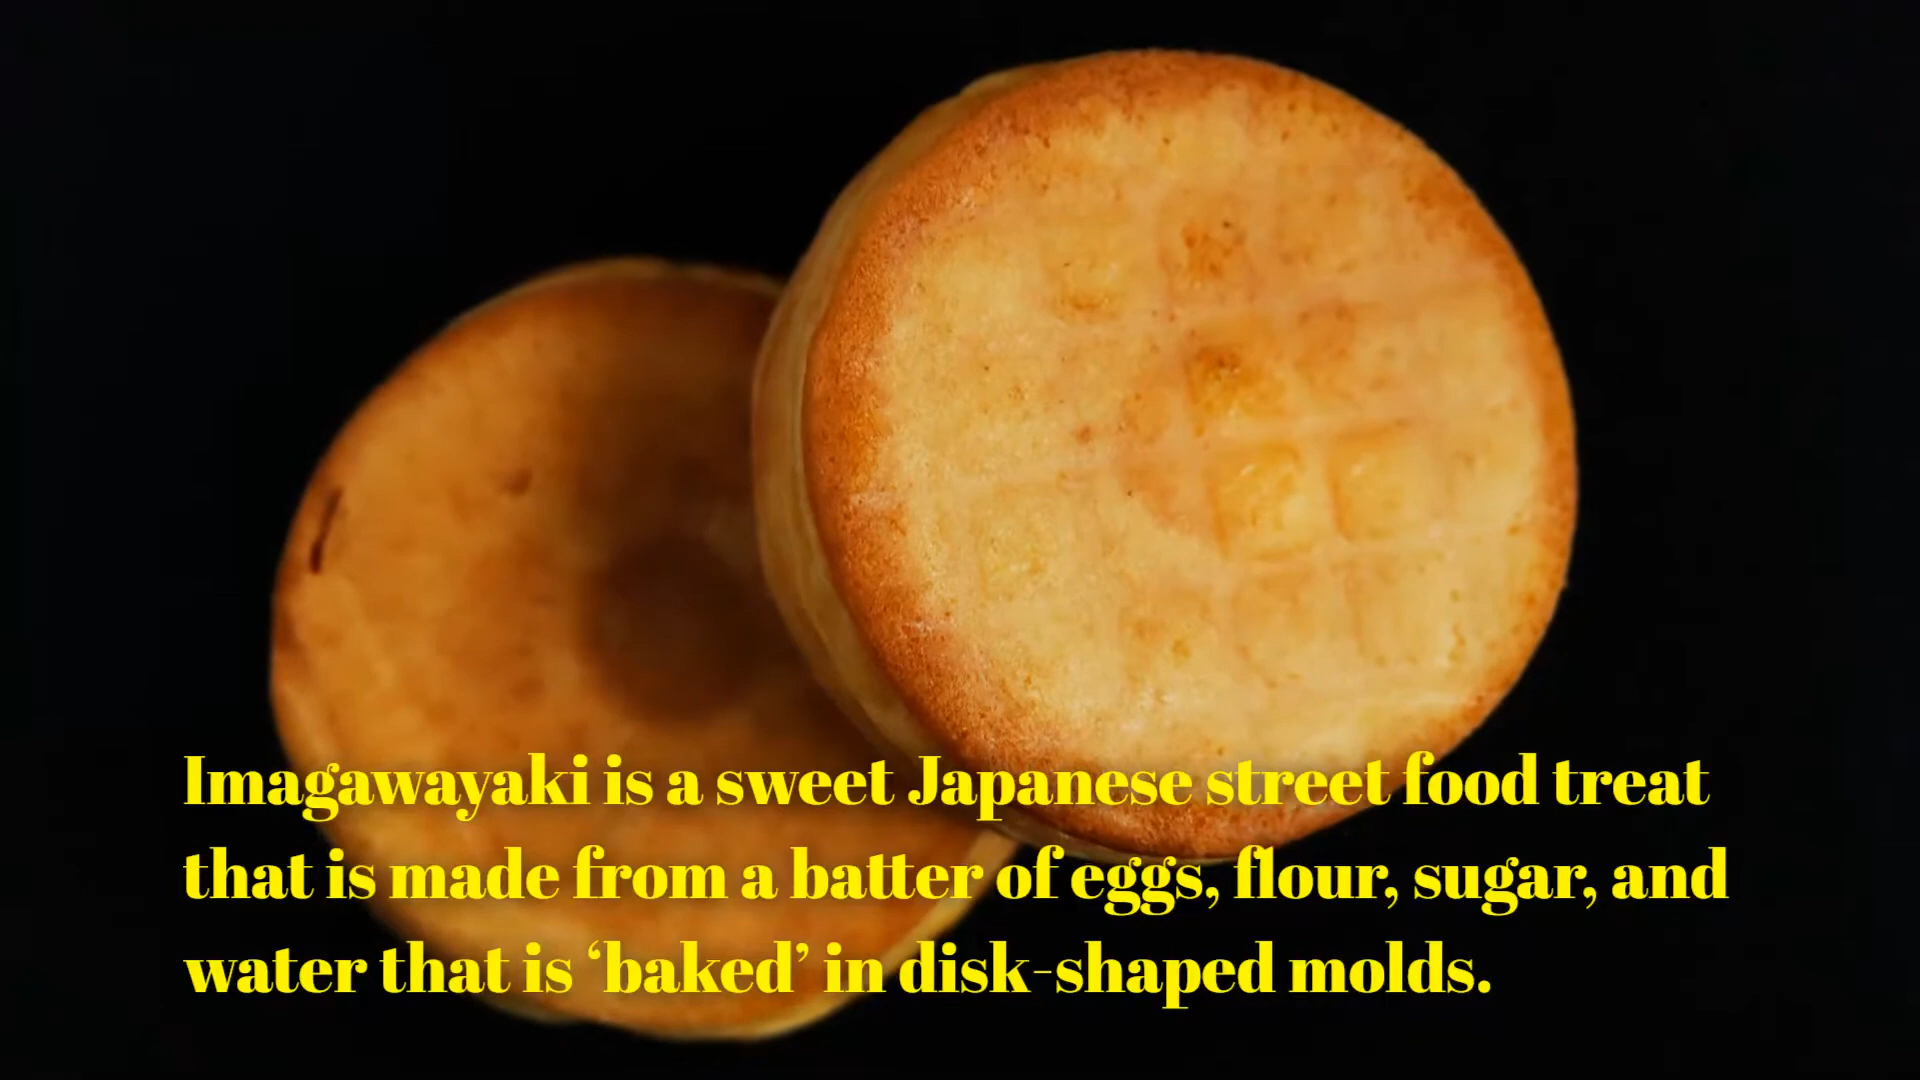 Imagawayaki is a sweet Japanese street food treat
that is made from a batter of eggs, flour, sugar, and
water that is ‘baked’ in disk-shaped molds.